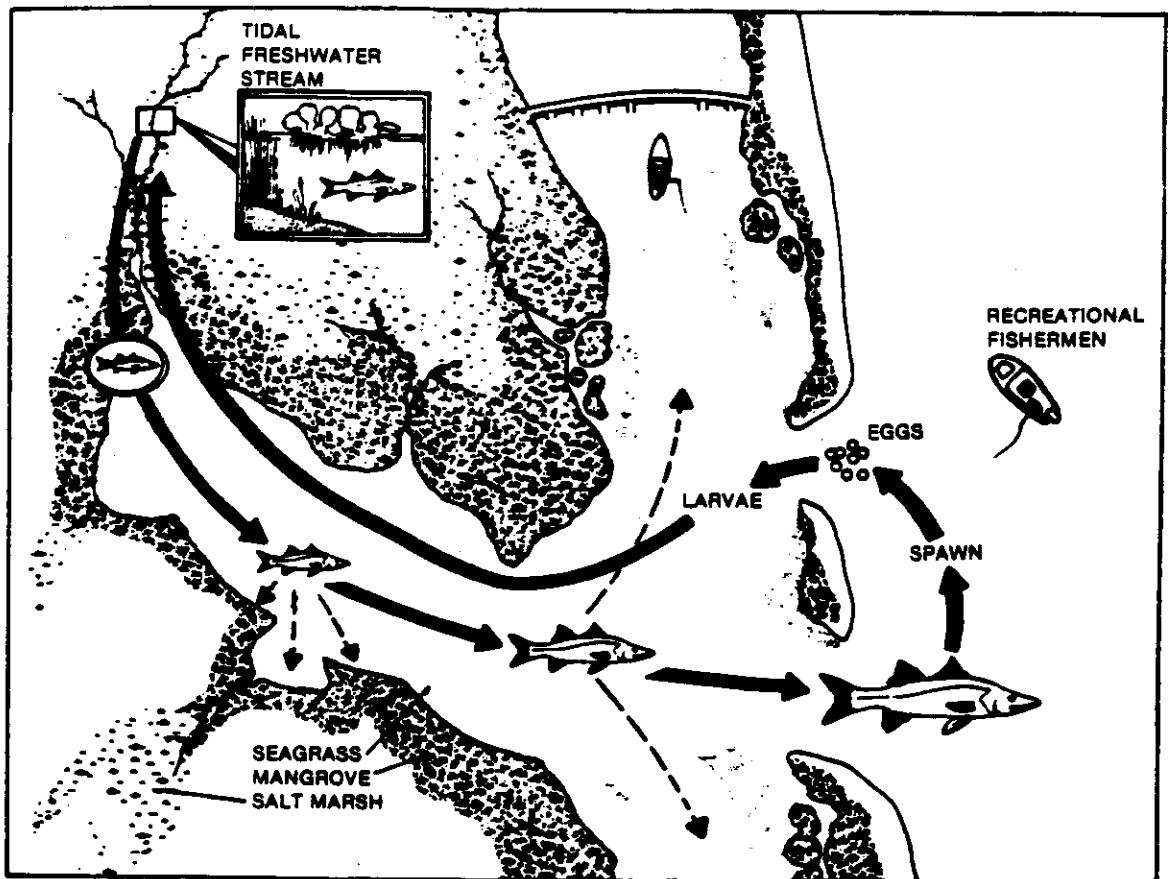 TIDAL
FRESHWATER
STREAM
RECREATIONAL
FISHERMEN
EGGS
LARVAE
SPAWN
SEAGRASS
MANGROVE
SALT MARSH